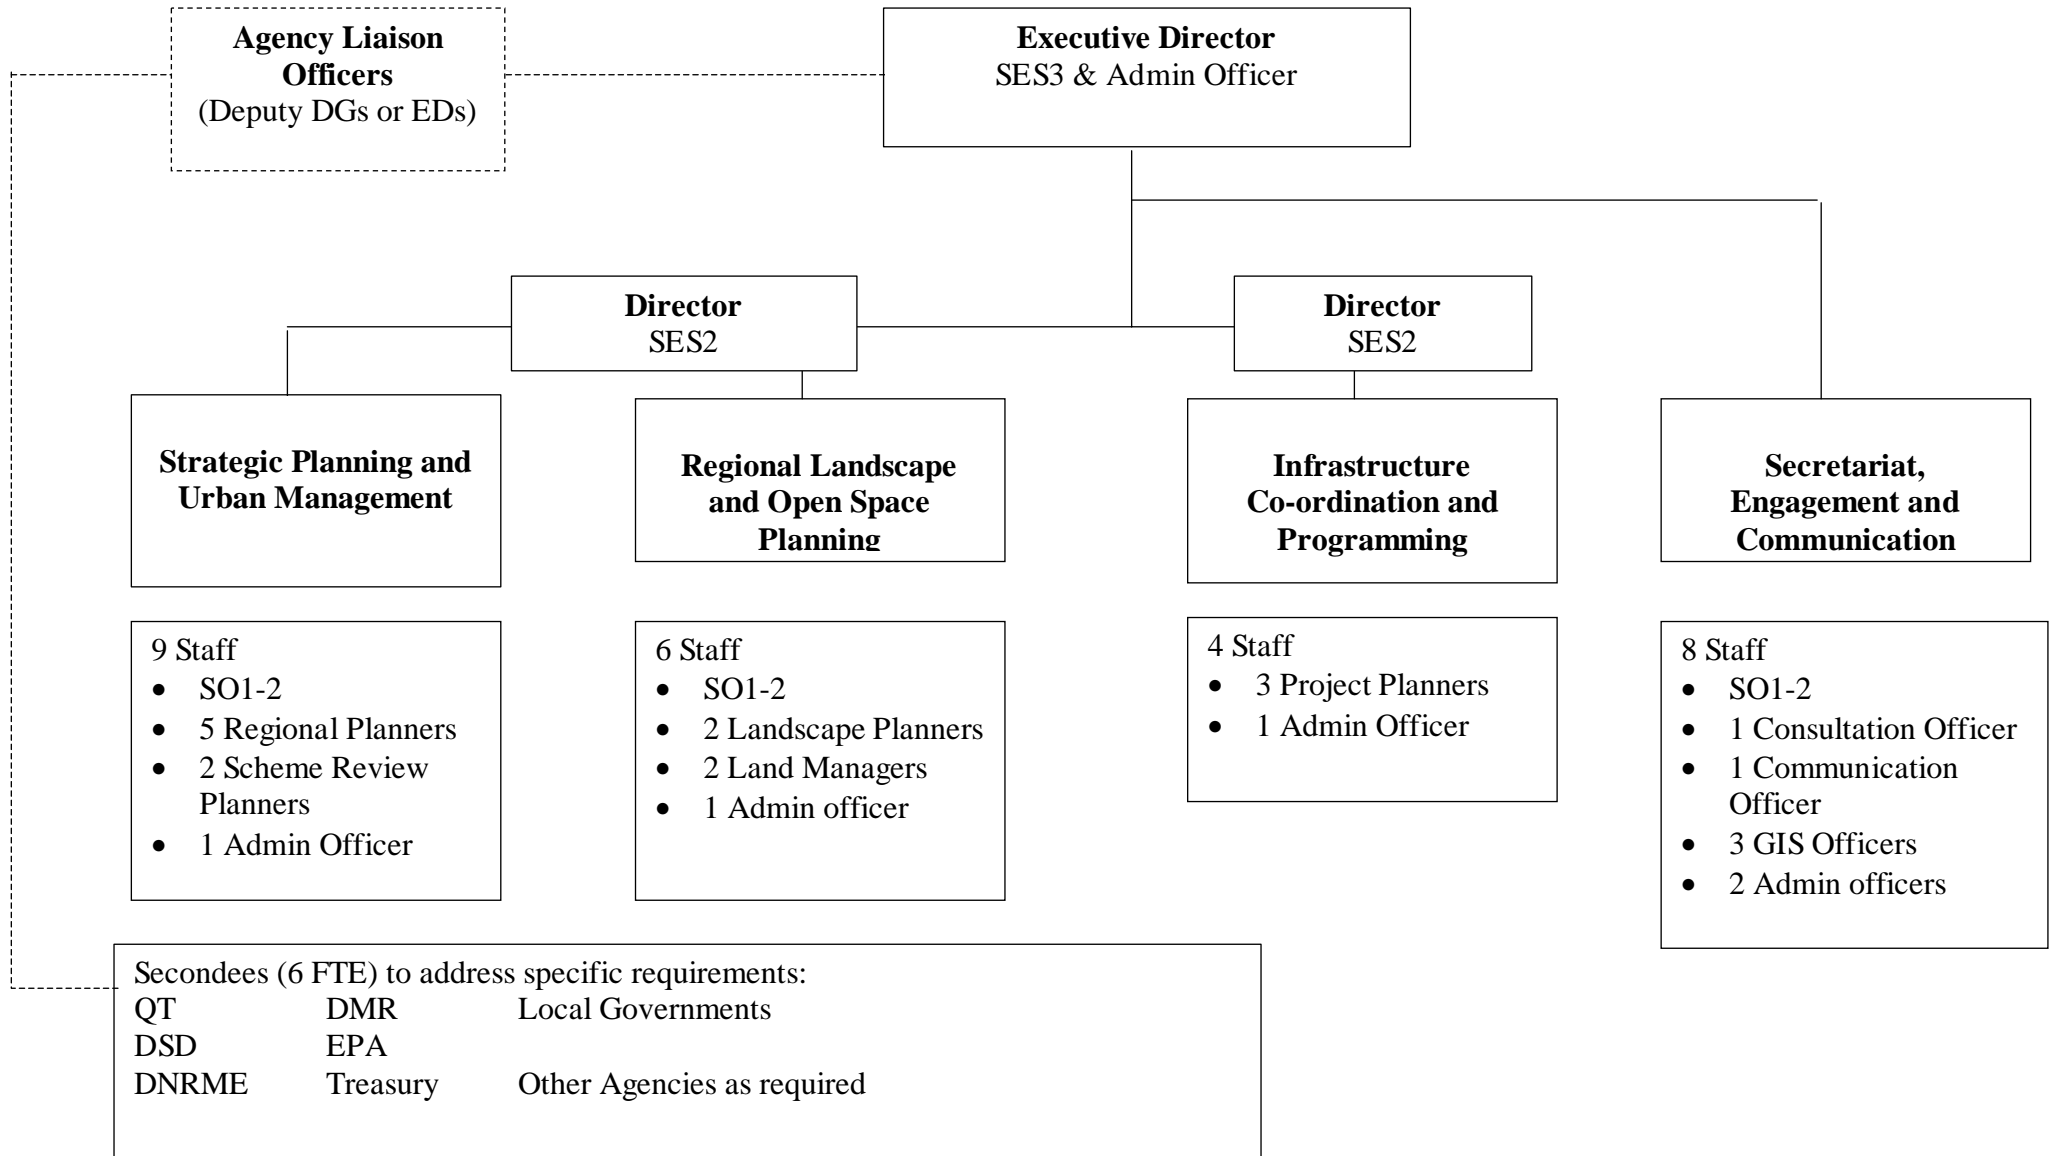 Agency Liaison
Officers
(Deputy DGs or EDs)
Executive Director
SES3 & Admin Officer
Director
SES2
Director
SES2
Strategic Planning and
Urban Management
Regional Landscape
and Open Space
Planning
Infrastructure
Co-ordination and
Programming
Secretariat,
Engagement and
Communication
9 Staff
• SO1-2
• 5 Regional Planners
• 2 Scheme Review
Planners
• 1 Admin Officer
6 Staff
• SO1-2
• 2 Landscape Planners
• 2 Land Managers
• 1 Admin officer
4 Staff
• 3 Project Planners
• 1 Admin Officer
8 Staff
• SO1-2
• 1 Consultation Officer
• 1 Communication
Officer
• 3 GIS Officers
• 2 Admin officers
Secondees (6 FTE) to address specific requirements:
QT DMR Local Governments
DSD EPA
DNRME Treasury Other Agencies as required